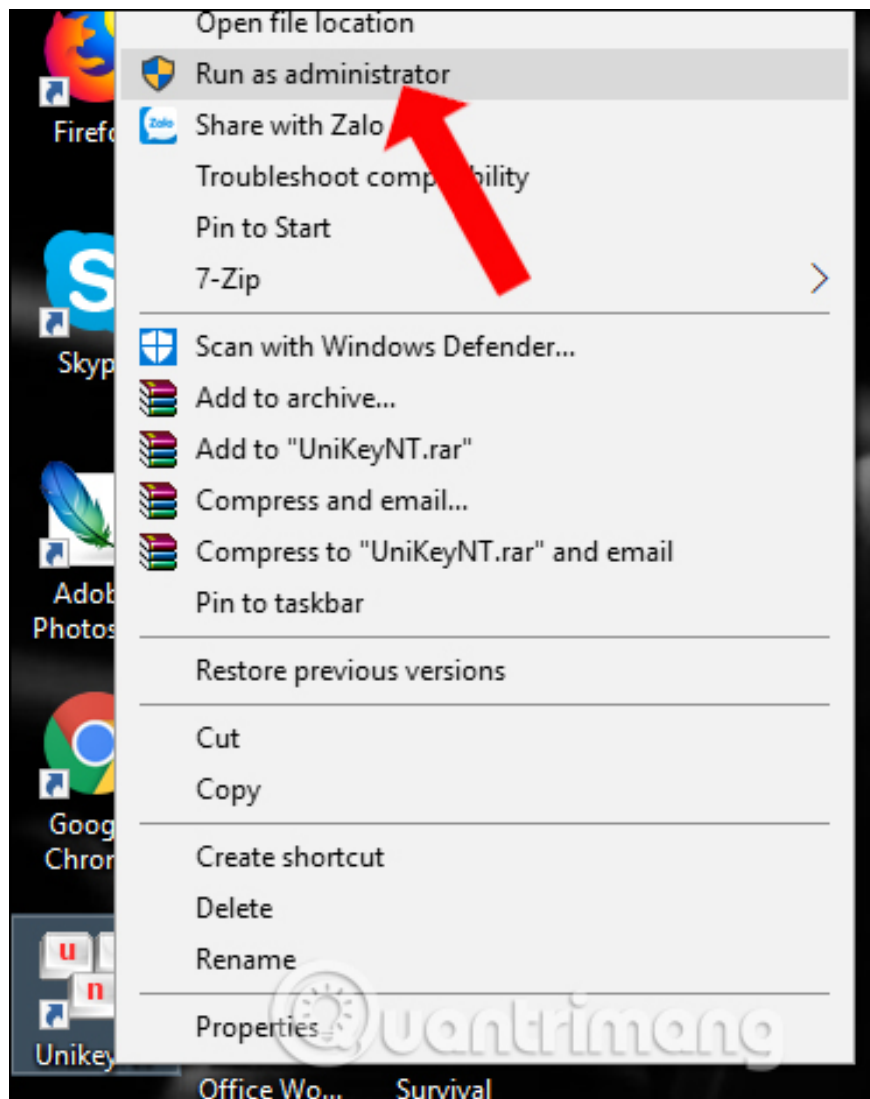 Open file location
Run as administrator
Share with Zalo
Troubleshoot compatibility
Pin to Start
7-Zip
Scan with Windows Defender...
Add to archive...
Add to "UniKeyNT.rar"
Compress and email...
Compress to "UniKeyNT.rar" and email
Pin to taskbar
Restore previous versions
Cut
Copy
Create shortcut
Delete
Rename
Properties
Firefo
Skyp
Adob
Photos
Goog
Chror
u
n
Unikey
Office Wo...
Survival
Zalo
Quantrimang